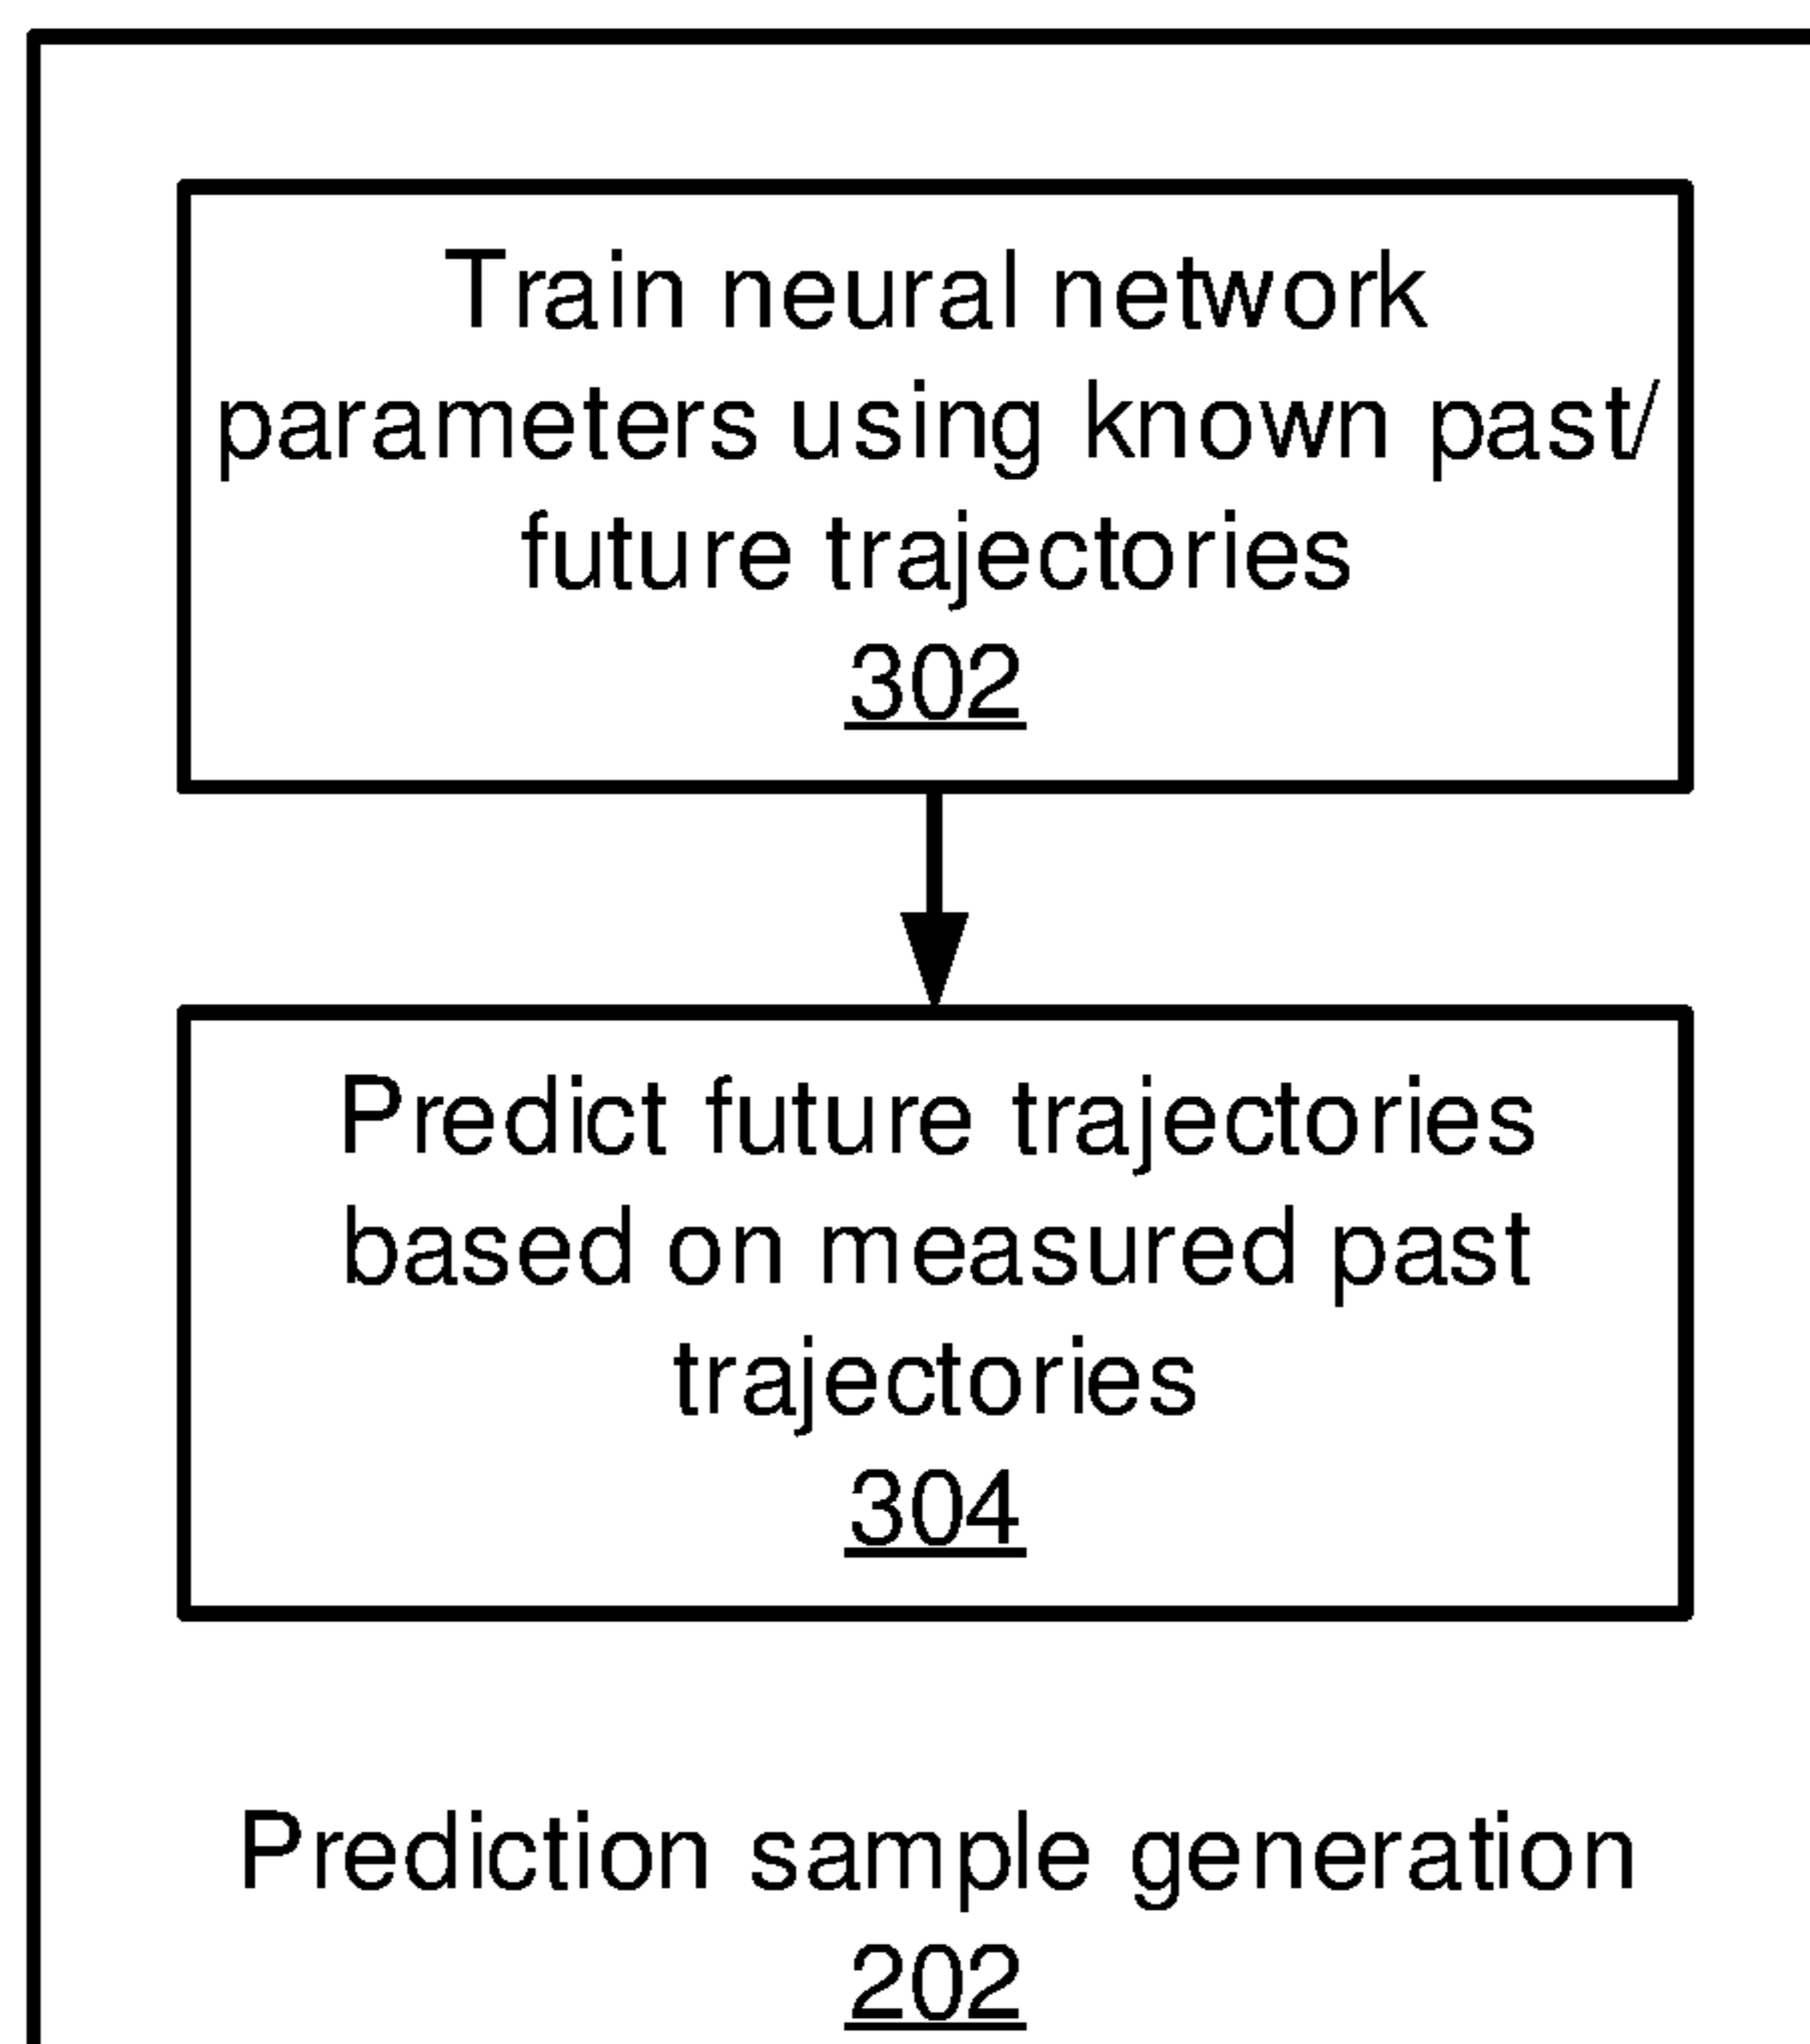 Train neural network
parameters using known past/
future trajectories
302
Predict future trajectories
based on measured past
trajectories
304
Prediction sample generation
202